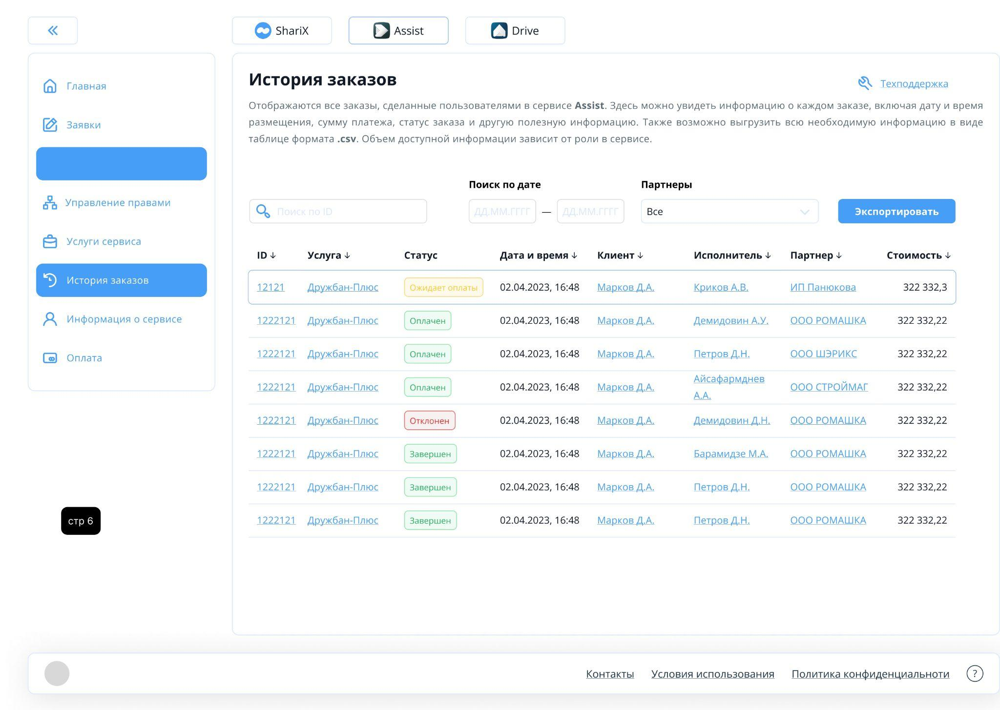 ShariX
Assist
Drive
Главная
Заявки
Управление правами
Услуги сервиса
История заказов
Информация о сервисе
Оплата
стр 6
История заказов
Техподдержка
Отображаются все заказы, сделанные пользователями в сервисе Assist. Здесь можно увидеть информацию о каждом заказе, включая дату и время
размещения, сумму платежа, статус заказа и другую полезную информацию. Также возможно выгрузить всю необходимую информацию в виде
таблице формата .csv. Объем доступной информации зависит от роли в сервисе.
Поиск по дате Партнеры
Поиск по ID ДД.ММ.ГГГГ — ДД.ММ.ГГГГ Все Экспортировать
ID ↓ Услуга ↓ Статус Дата и время ↓ Клиент ↓ Исполнитель ↓ Партнер ↓ Стоимость ↓
12121 Дружбан-Плюс Ожидает оплаты 02.04.2023, 16:48 Марков Д.А. Криков А.В. ИП Панюкова 322 332,3
1222121 Дружбан-Плюс Оплачен 02.04.2023, 16:48 Марков Д.А. Демидовин А.У. ООО РОМАШКА 322 332,22
1222121 Дружбан-Плюс Оплачен 02.04.2023, 16:48 Марков Д.А. Петров Д.Н. ООО ШЭРИКС 322 332,22
1222121 Дружбан-Плюс Оплачен 02.04.2023, 16:48 Марков Д.А. Айсафармднев А.А. ООО СТРОЙМАГ 322 332,22
1222121 Дружбан-Плюс Отклонен 02.04.2023, 16:48 Марков Д.А. Демидовин Д.Н. ООО РОМАШКА 322 332,22
1222121 Дружбан-Плюс Завершен 02.04.2023, 16:48 Марков Д.А. Барамидзе М.А. ООО РОМАШКА 322 332,22
1222121 Дружбан-Плюс Завершен 02.04.2023, 16:48 Марков Д.А. Петров Д.Н. ООО РОМАШКА 322 332,22
1222121 Дружбан-Плюс Завершен 02.04.2023, 16:48 Марков Д.А. Петров Д.Н. ООО РОМАШКА 322 332,22
Контакты Условия использования Политика конфиденциальноти ?